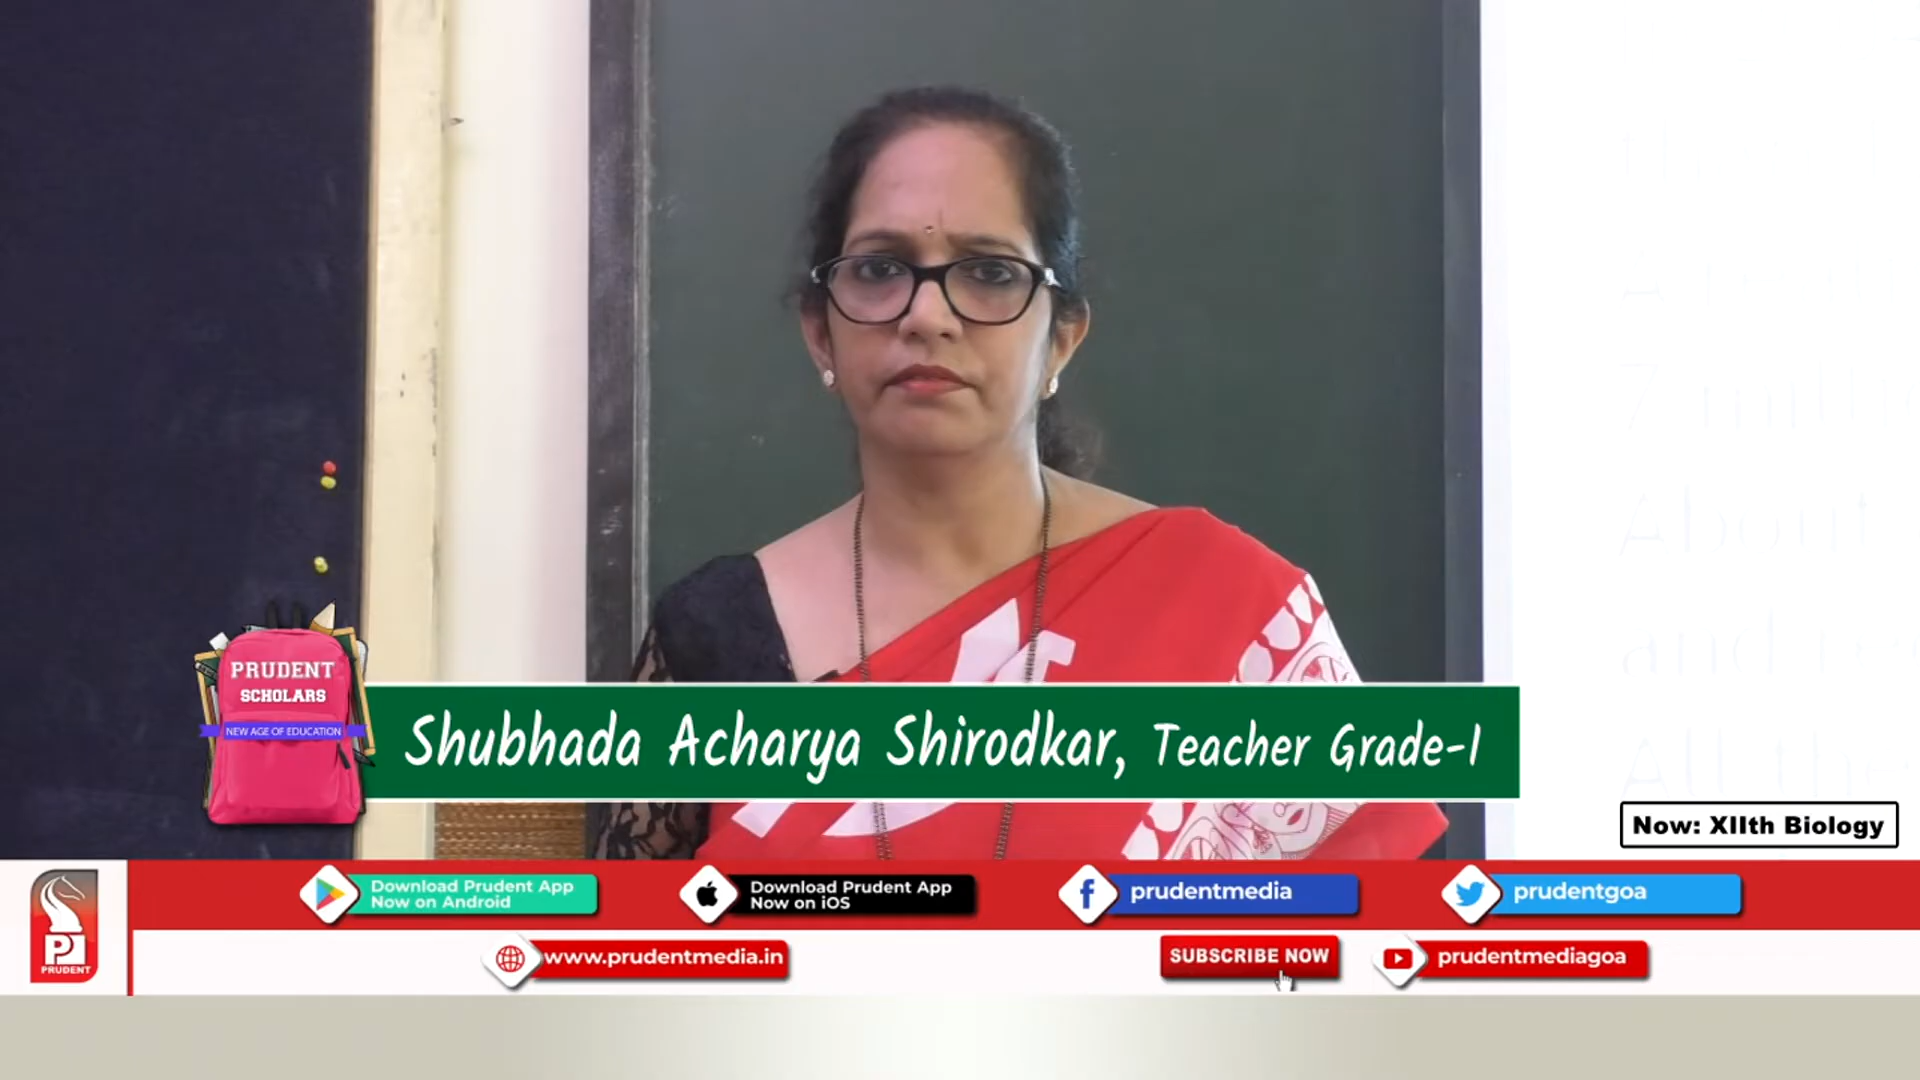 PRUDENT
SCHOLARS
NEW AGE OF EDUCATION
Shubhada Acharya Shirodkar, Teacher Grade-I
Now: XIIth Biology
Download Prudent App
Now on Android
Download Prudent App
Now on iOS
prudentmedia
prudentgoa
PRUDENT
www.prudentmedia.in
SUBSCRIBE NOW
prudentmediagoa